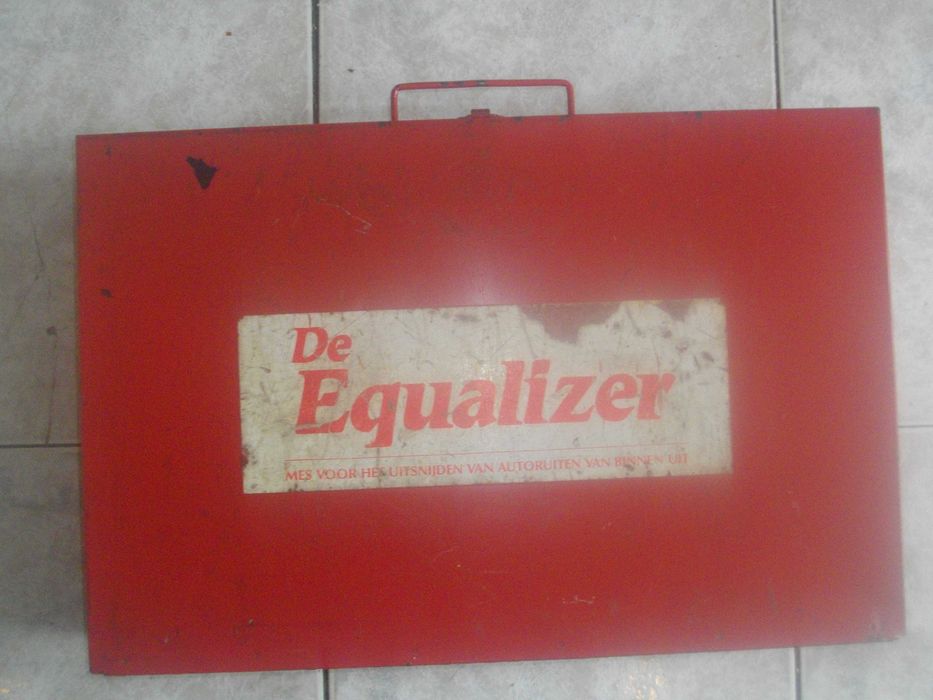 De
Equalizer
MES VOOR HET UITSNIJDEN VAN AUTORUITEN VAN BINNEN UIT